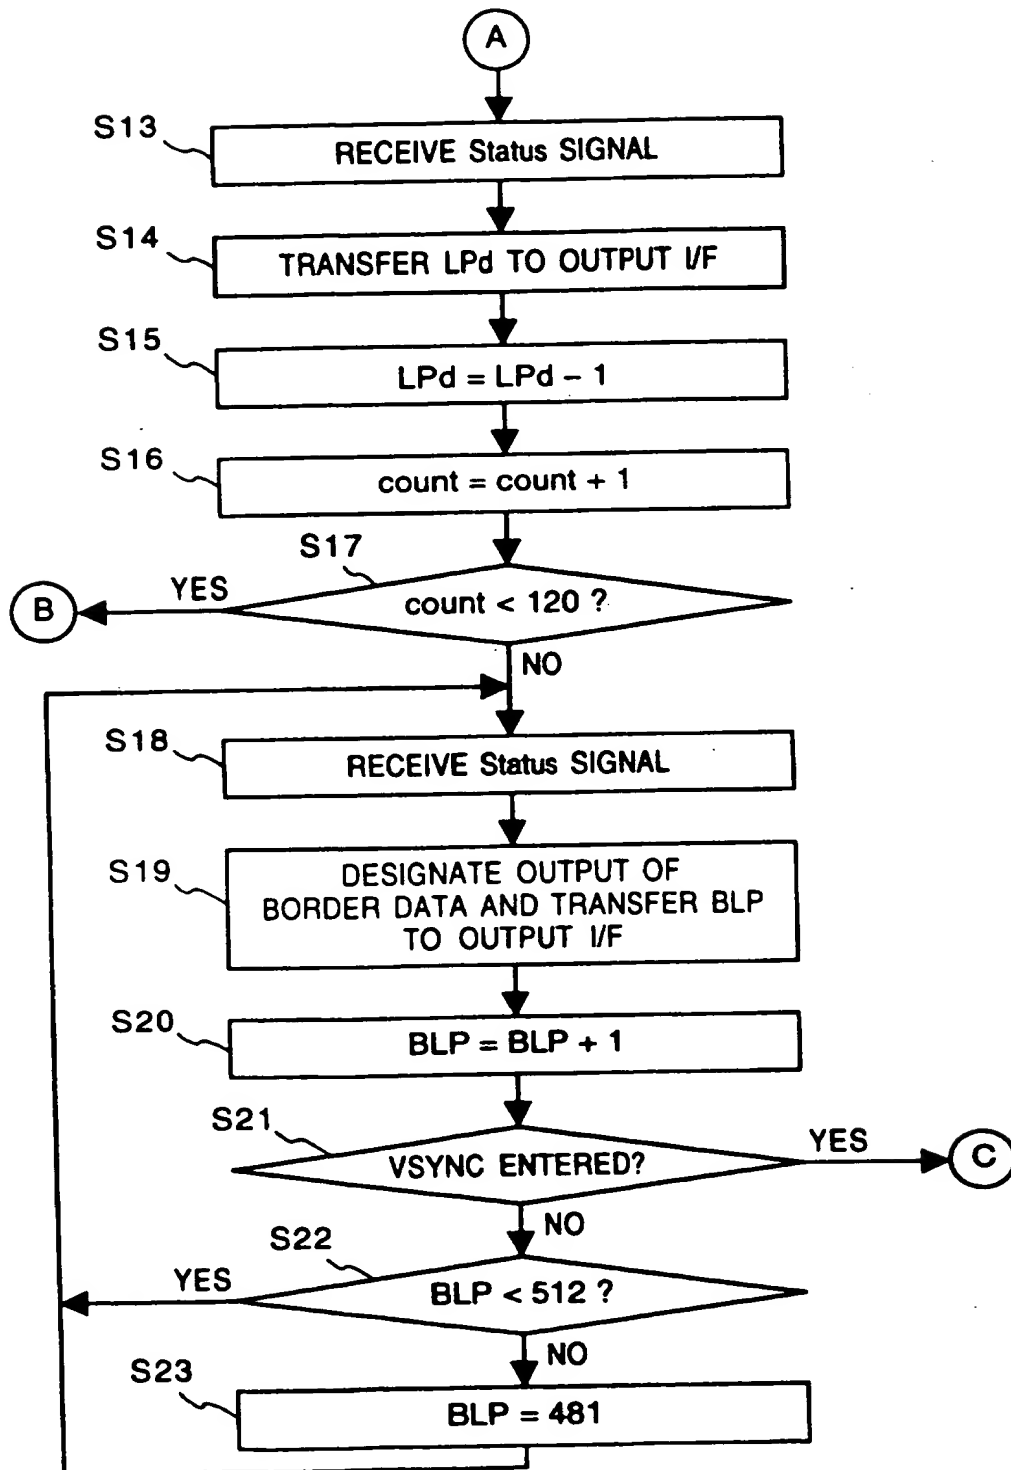 A
S13
RECEIVE Status SIGNAL
S14
TRANSFER LPd TO OUTPUT I/F
S15
LPd = LPd – 1
S16
count = count + 1
S17
YES
B
count < 120 ?
NO
S18
RECEIVE Status SIGNAL
S19
DESIGNATE OUTPUT OF
BORDER DATA AND TRANSFER BLP
TO OUTPUT I/F
S20
BLP = BLP + 1
S21
VSYNC ENTERED?
YES
C
NO
S22
YES
BLP < 512 ?
NO
S23
BLP = 481